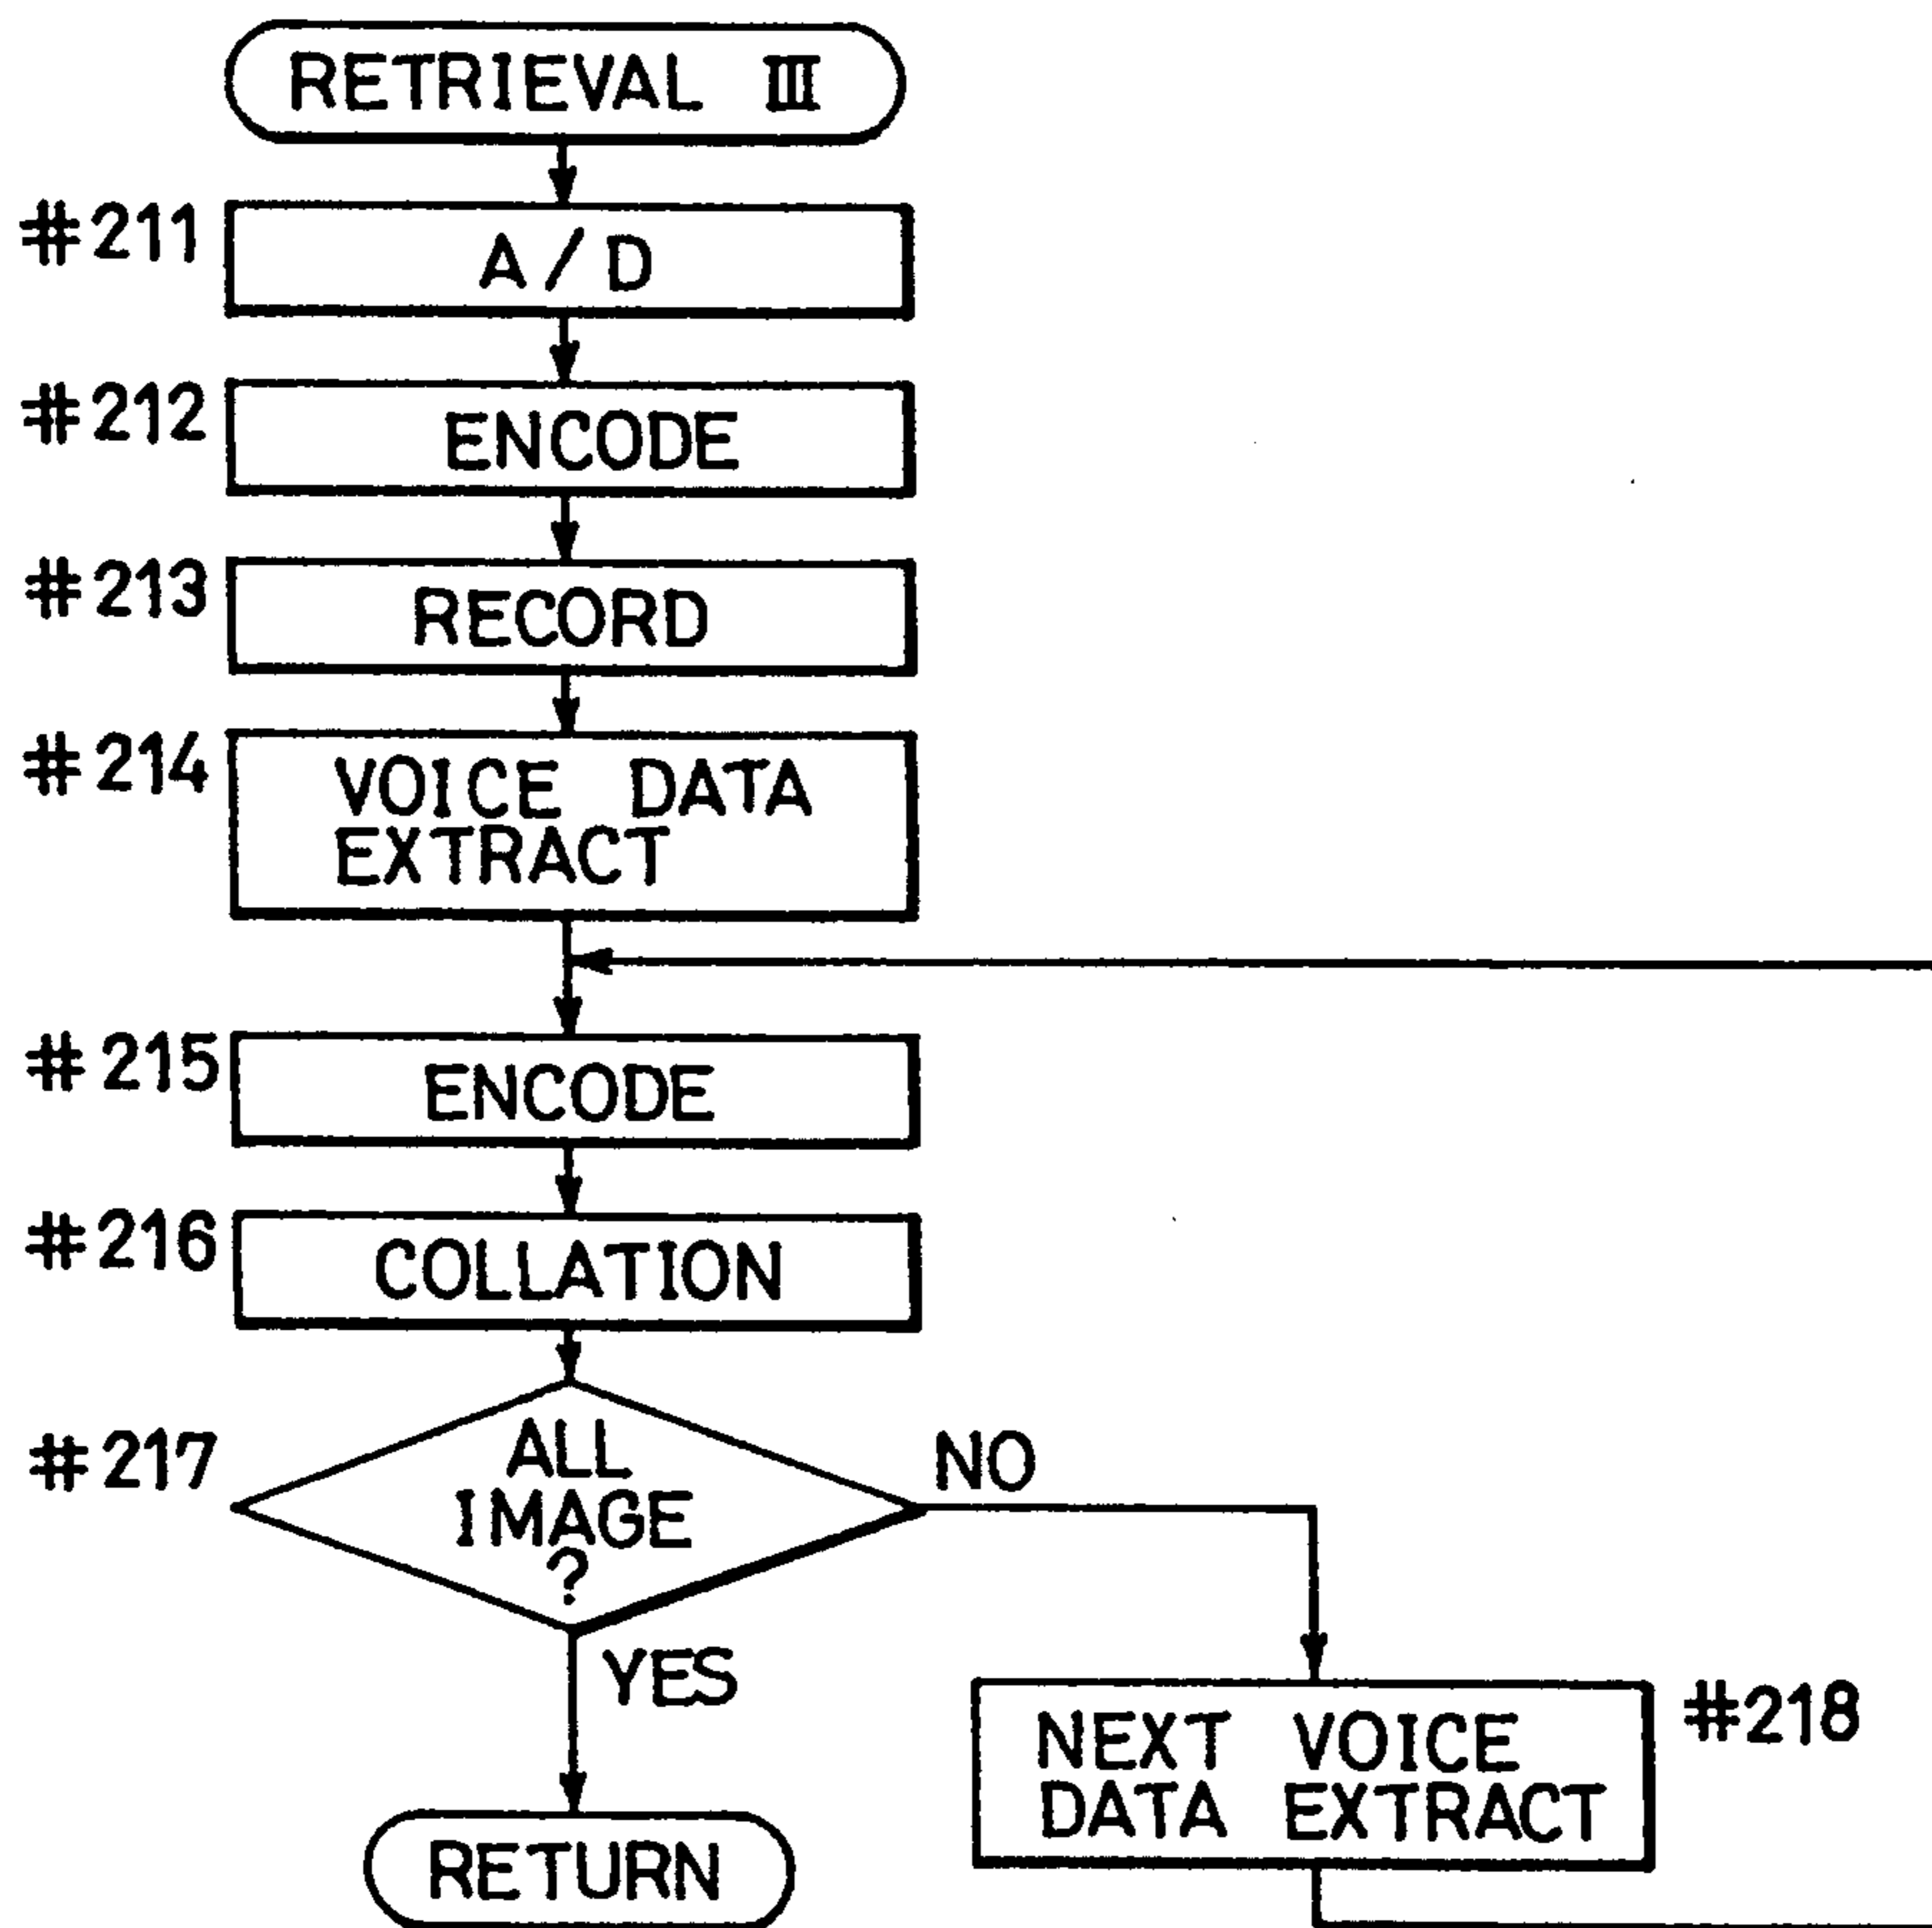 RETRIEVAL III
#211
A/D
#212
ENCODE
#213
RECORD
#214
VOICE DATA
EXTRACT
#215
ENCODE
#216
COLLATION
#217
ALL
IMAGE
?
NO
YES
#218
NEXT VOICE
DATA EXTRACT
RETURN